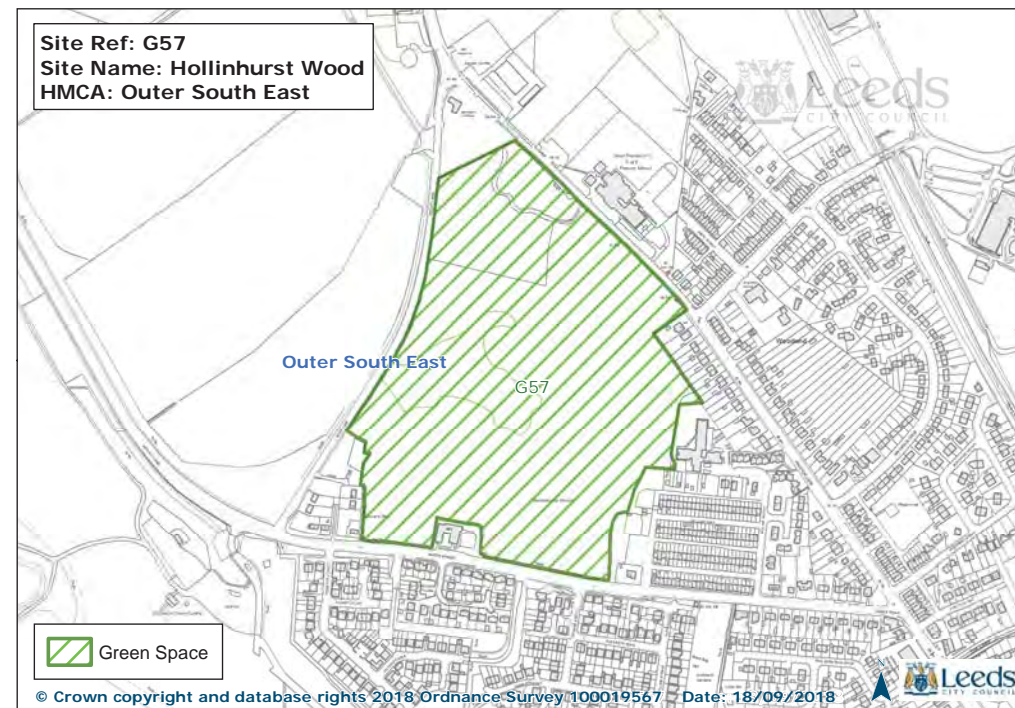 Site Ref: G57
Site Name: Hollinhurst Wood
HMCA: Outer South East
Leeds
CITY COUNCIL
Outer South East
G57
Green Space
© Crown copyright and database rights 2018 Ordnance Survey 100019567 Date: 18/09/2018
Leeds
CITY COUNCIL